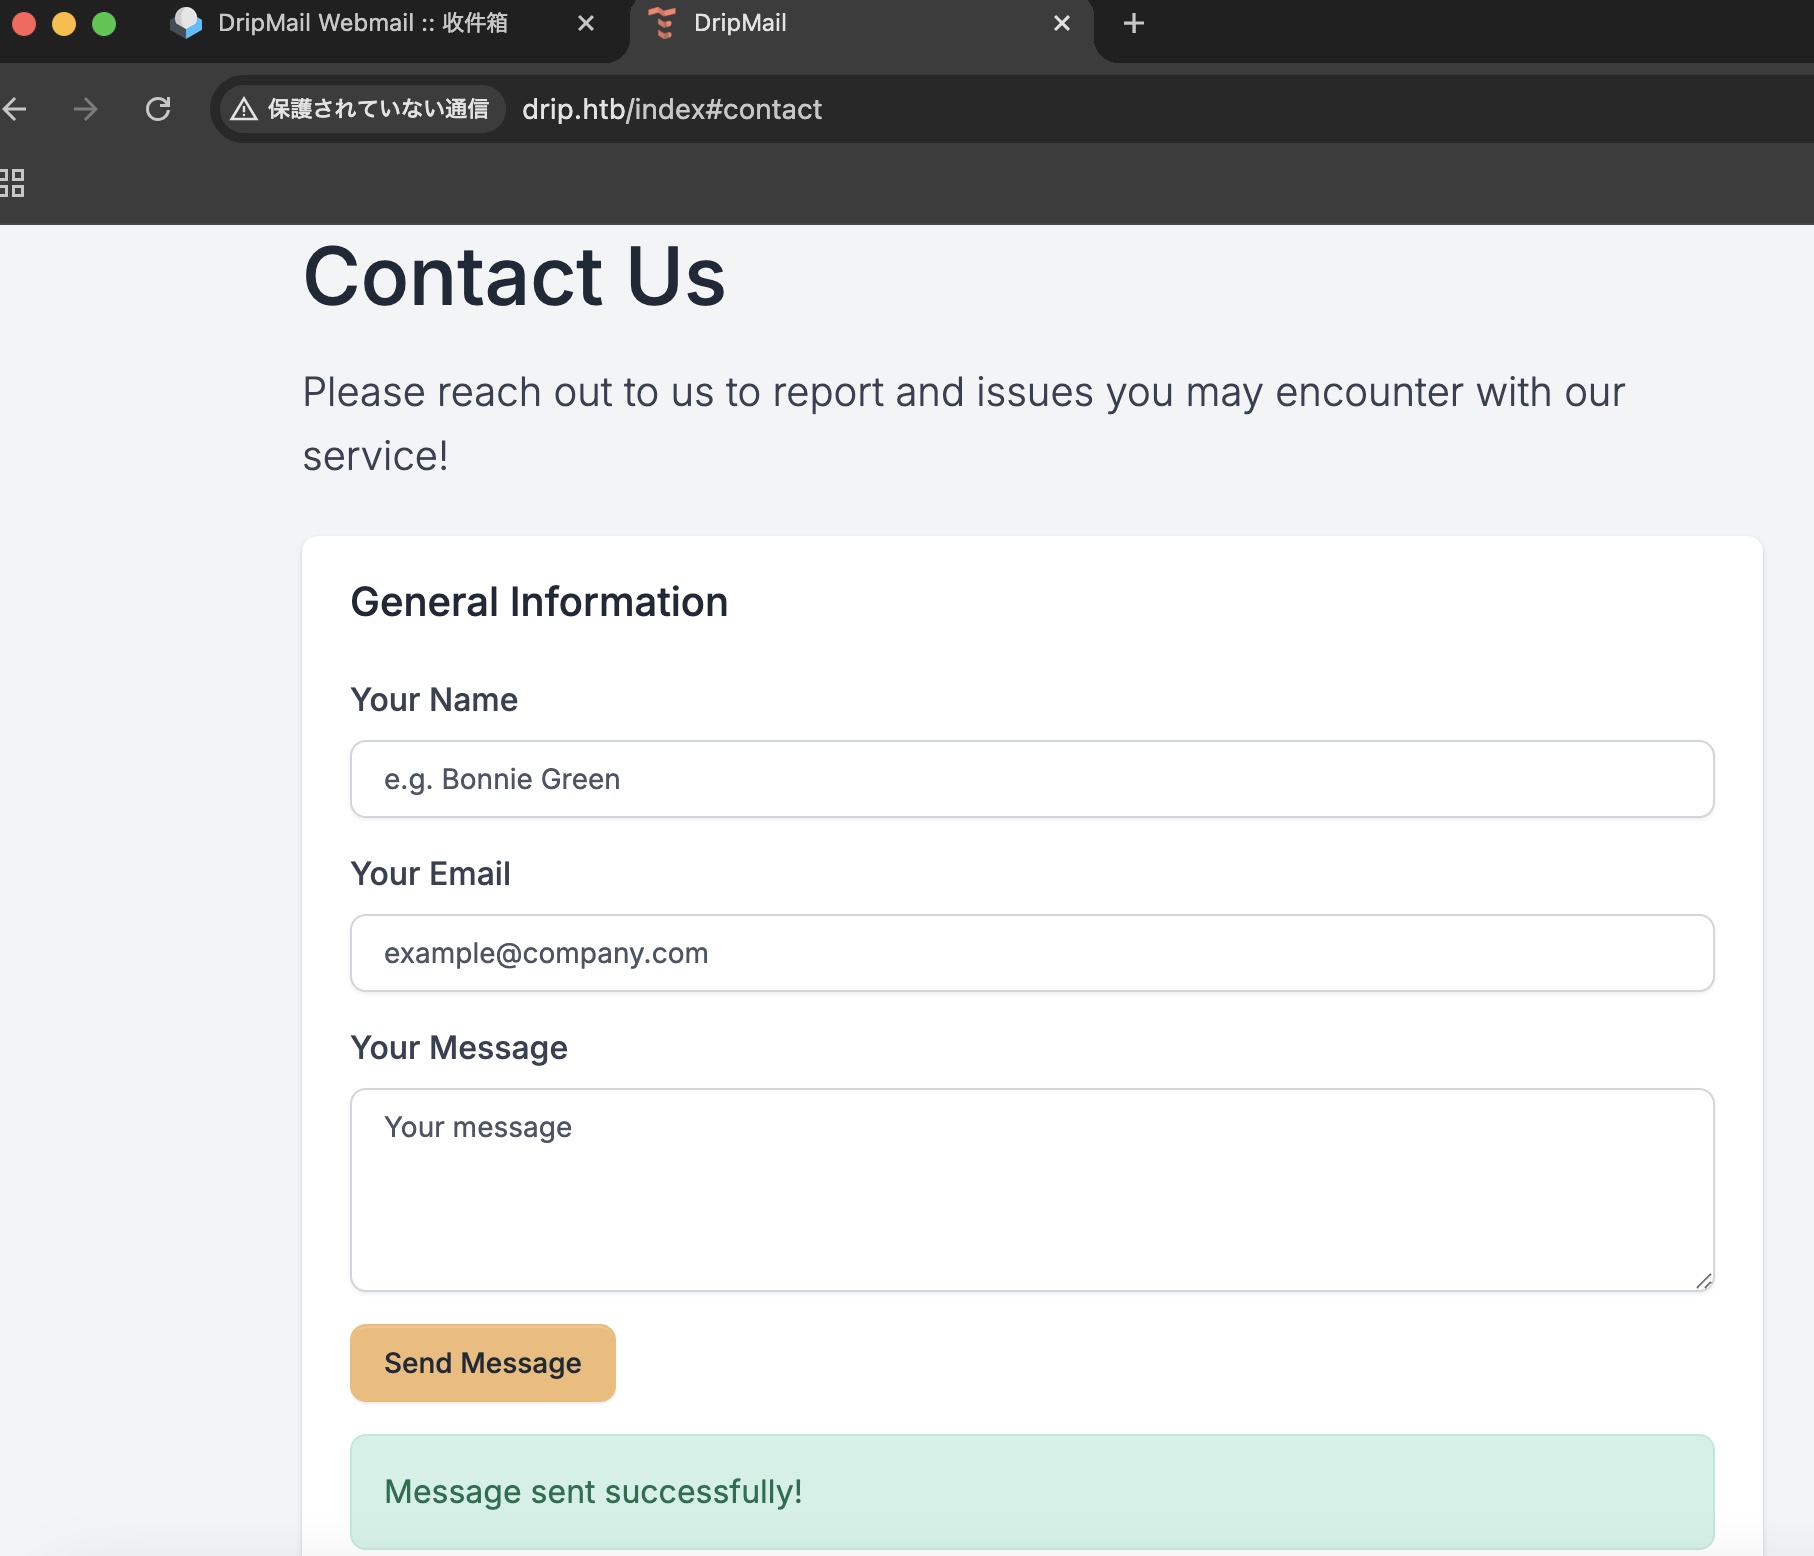 DripMail Webmail :: 收件箱
DripMail
保護されていない通信
drip.htb/index#contact
Contact Us
Please reach out to us to report and issues you may encounter with our
service!
General Information
Your Name
e.g. Bonnie Green
Your Email
example@company.com
Your Message
Your message
Send Message
Message sent successfully!